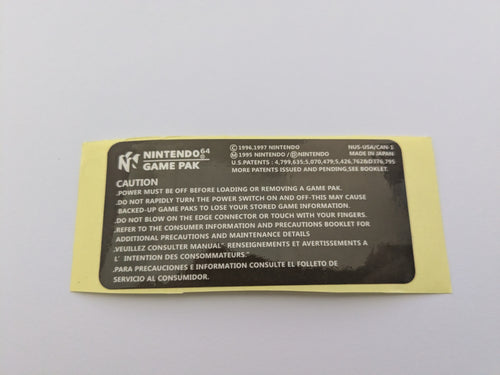 NINTENDO 64
GAME PAK
© 1996,1997 NINTENDO
Ⓜ 1995 NINTENDO / Ⓓ NINTENDO
U.S.PATENTS : 4,799,635;5,070,479;5,426,762&D376,795
MORE PATENTS ISSUED AND PENDING,SEE BOOKLET.
NUS-USA/CAN-1
MADE IN JAPAN
CAUTION
.POWER MUST BE OFF BEFORE LOADING OR REMOVING A GAME PAK.
.DO NOT RAPIDLY TURN THE POWER SWITCH ON AND OFF-THIS MAY CAUSE
BACKED-UP GAME PAKS TO LOSE YOUR STORED GAME INFORMATION.
.DO NOT BLOW ON THE EDGE CONNECTOR OR TOUCH WITH YOUR FINGERS.
.REFER TO THE CONSUMER INFORMATION AND PRECAUTIONS BOOKLET FOR
ADDITIONAL PRECAUTIONS AND MAINTENANCE DETAILS
.VEUILLEZ CONSULTER MANUAL" RENSEIGNEMENTS ET AVERTISSEMENTS A
L' INTENTION DES CONSOMMATEURS."
.PARA PRECAUCIONES E INFORMATION CONSULTE EL FOLLETO DE
SERVICIO AL CONSUMIDOR.